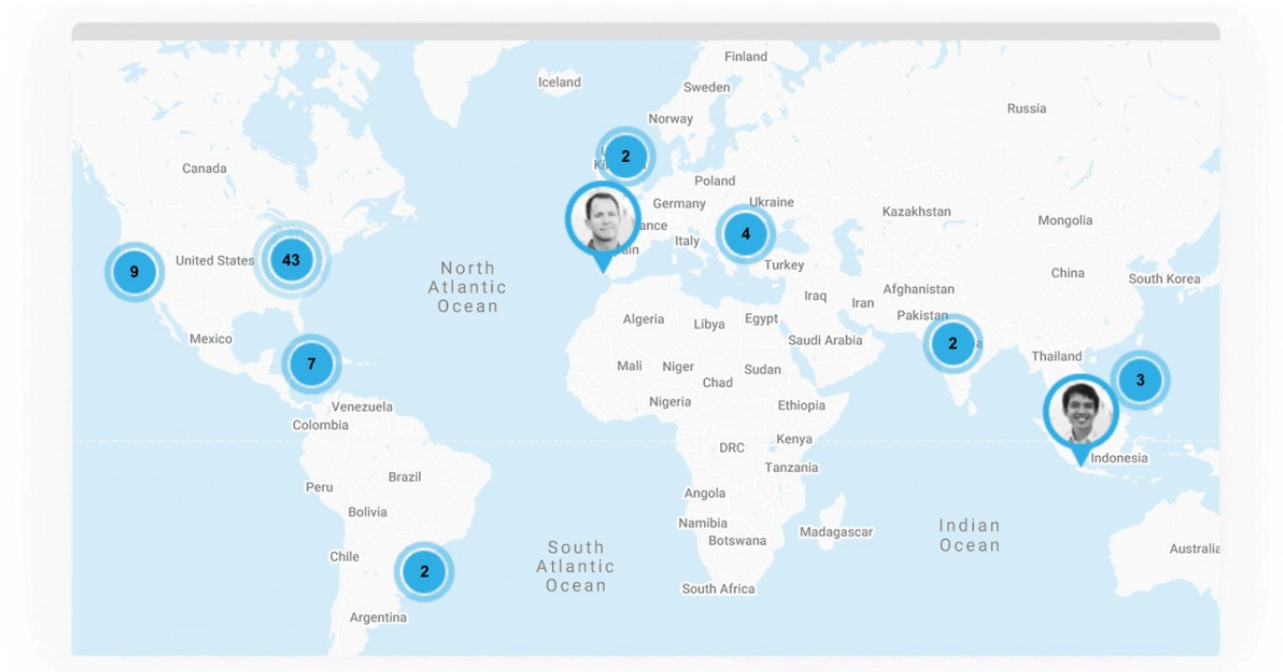 Finland
Iceland
Sweden
Russia
Norway
2
Canada
Poland
Germany
Ukraine
Kazakhstan
Mongolia
4
Italy
United States
43
9
North
Atlantic
Ocean
Turkey
China
South Korea
Afghanistan
Iraq
Iran
Pakistan
Algeria
Libya
Egypt
Saudi Arabia
Mexico
2
Thailand
7
Mali
Niger
Chad
Sudan
3
Nigeria
Ethiopia
Venezuela
Colombia
DRC
Kenya
Indonesia
Tanzania
Brazil
Peru
Angola
Bolivia
Namibia
Botswana
Madagascar
Indian
Ocean
Chile
South
Atlantic
Ocean
Australia
2
South Africa
Argentina